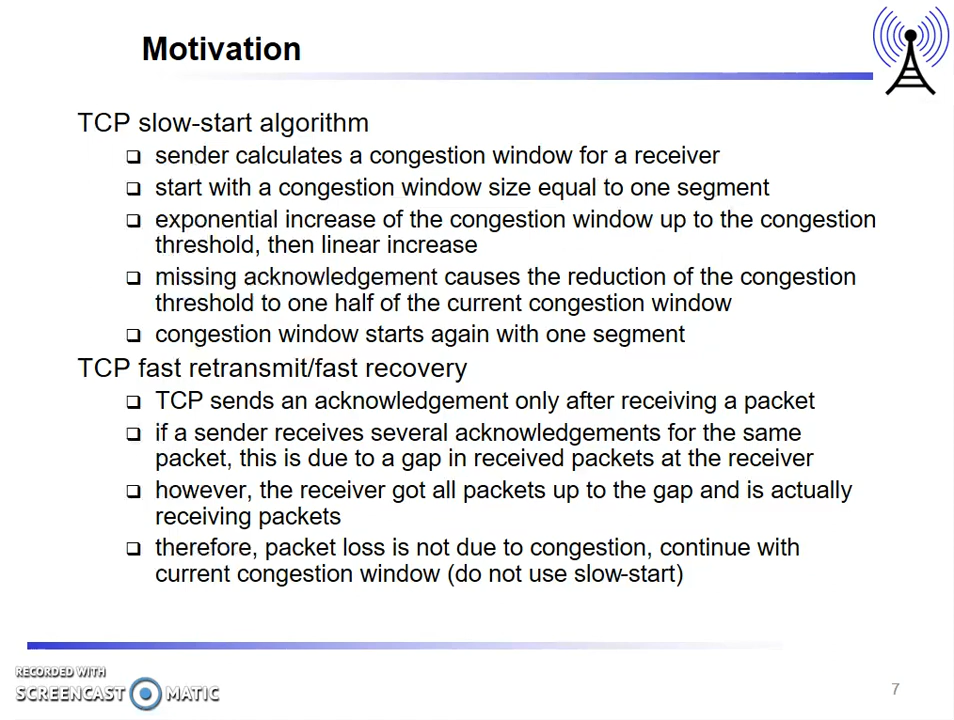 Motivation
TCP slow-start algorithm
sender calculates a congestion window for a receiver
start with a congestion window size equal to one segment
exponential increase of the congestion window up to the congestion
threshold, then linear increase
missing acknowledgement causes the reduction of the congestion
threshold to one half of the current congestion window
congestion window starts again with one segment
TCP fast retransmit/fast recovery
TCP sends an acknowledgement only after receiving a packet
if a sender receives several acknowledgements for the same
packet, this is due to a gap in received packets at the receiver
however, the receiver got all packets up to the gap and is actually
receiving packets
therefore, packet loss is not due to congestion, continue with
current congestion window (do not use slow-start)
RECORDED WITH
SCREENCAST MATIC
7